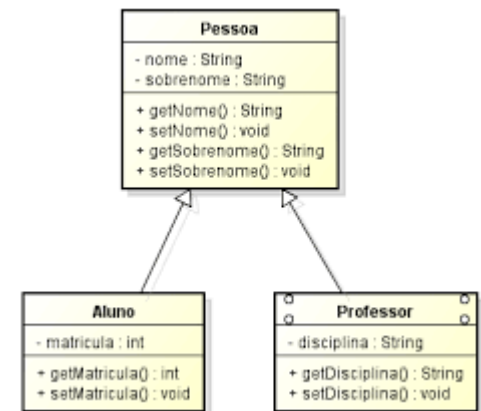 Pessoa
- nome : String
- sobrenome : String
+ getNome() : String
+ setNome() : void
+ getSobrenome() : String
+ setSobrenome() : void
Aluno
- matricula : int
+ getMatricula() : int
+ setMatricula() : void
Professor
- disciplina : String
+ getDisciplina() : String
+ setDisciplina() : void